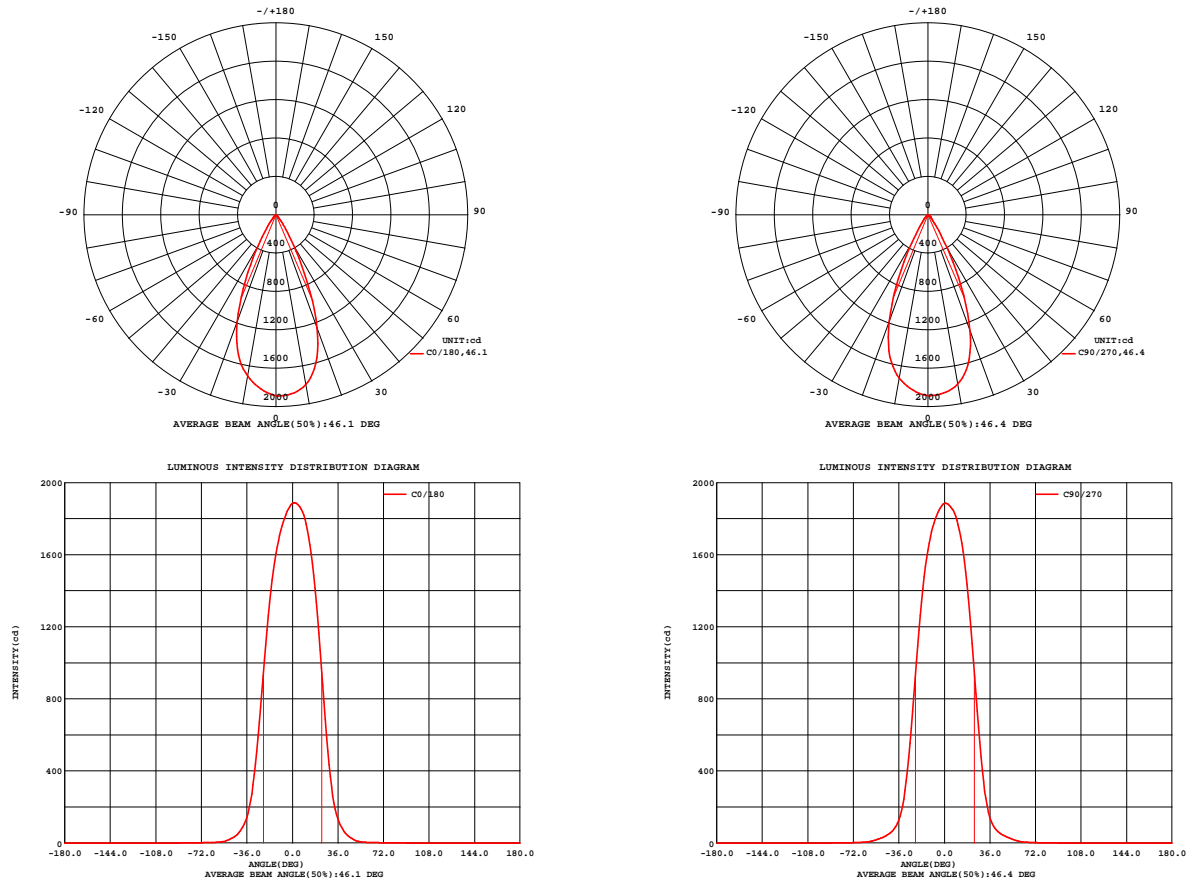 -/+180
-150
150
-120
120
-90
90
-60
60
-30
30
0
0
400
800
1200
1600
2000
UNIT:cd
C0/180,46.1
AVERAGE BEAM ANGLE(50%):46.1 DEG
-/+180
-150
150
-120
120
-90
90
-60
60
-30
30
0
0
400
800
1200
1600
2000
UNIT:cd
C90/270,46.4
AVERAGE BEAM ANGLE(50%):46.4 DEG
LUMINOUS INTENSITY DISTRIBUTION DIAGRAM
C0/180
2000
1600
1200
800
400
0
INTENSITY(cd)
-180.0 -144.0 -108.0 -72.0 -36.0 0.0 36.0 72.0 108.0 144.0 180.0
ANGLE(DEG)
AVERAGE BEAM ANGLE(50%):46.1 DEG
LUMINOUS INTENSITY DISTRIBUTION DIAGRAM
C90/270
2000
1600
1200
800
400
0
INTENSITY(cd)
-180.0 -144.0 -108.0 -72.0 -36.0 0.0 36.0 72.0 108.0 144.0 180.0
ANGLE(DEG)
AVERAGE BEAM ANGLE(50%):46.4 DEG